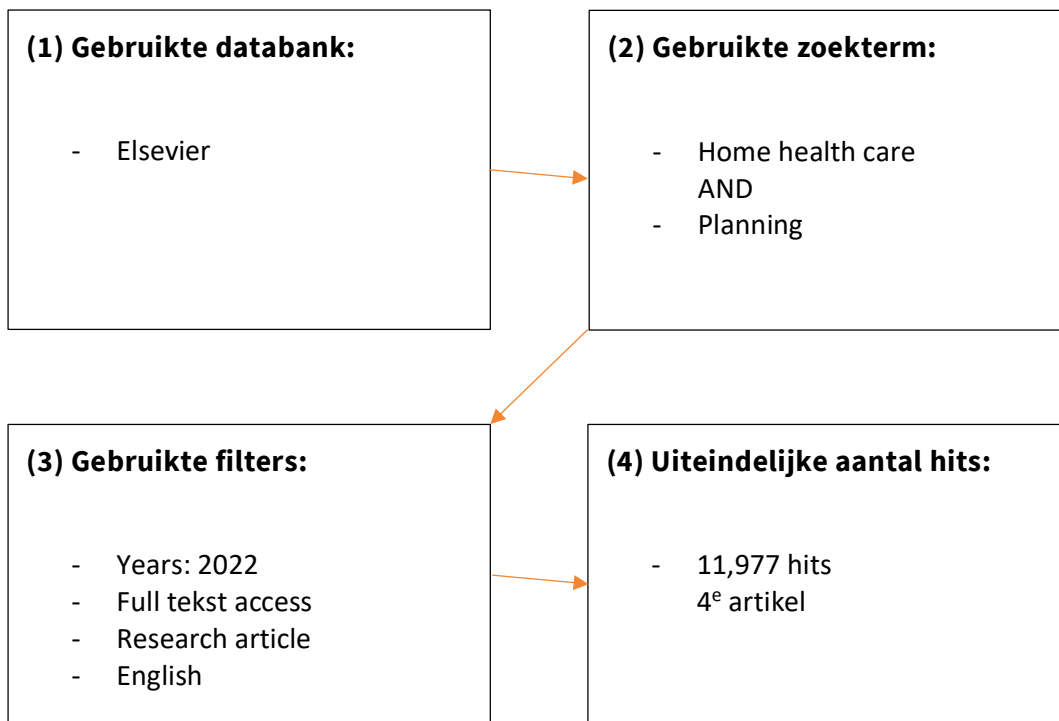 (1) Gebruikte databank:
- Elsevier
(2) Gebruikte zoekterm:
- Home health care
AND
- Planning
(3) Gebruikte filters:
- Years: 2022
- Full tekst access
- Research article
- English
(4) Uiteindelijke aantal hits:
- 11,977 hits
4e artikel